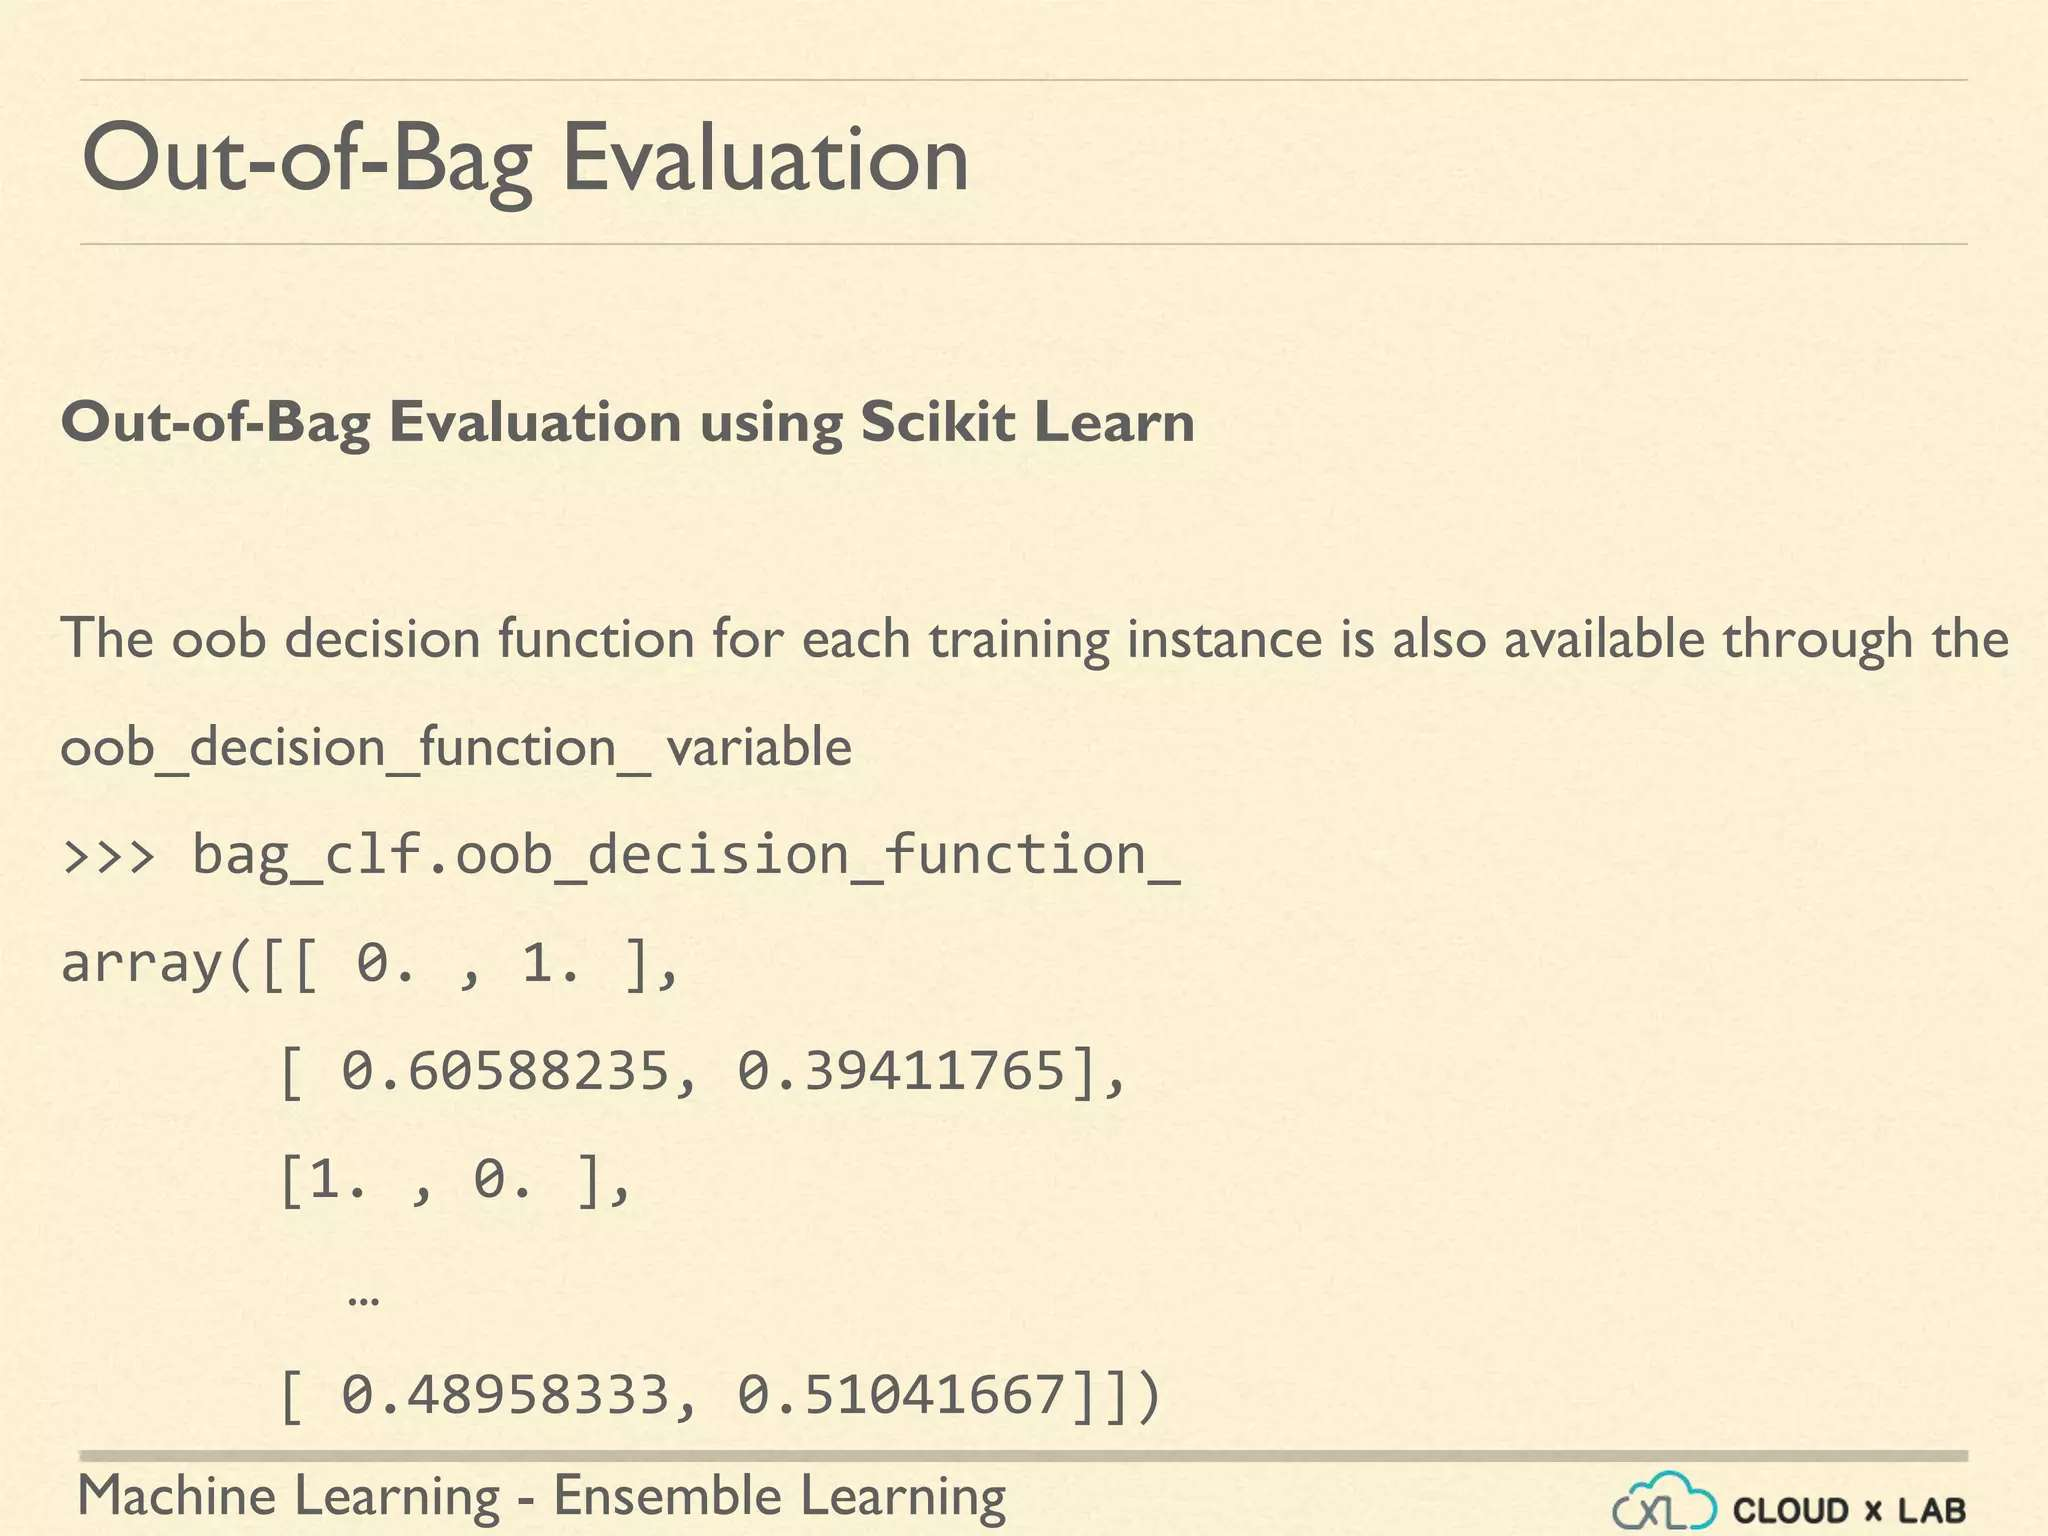 Out-of-Bag Evaluation
Out-of-Bag Evaluation using Scikit Learn
The oob decision function for each training instance is also available through the
oob_decision_function_ variable
>>> bag_clf.oob_decision_function_
array([[ 0. , 1. ],
[ 0.60588235, 0.39411765],
[1. , 0. ],
…
[ 0.48958333, 0.51041667]])
Machine Learning - Ensemble Learning
CLOUD x LAB